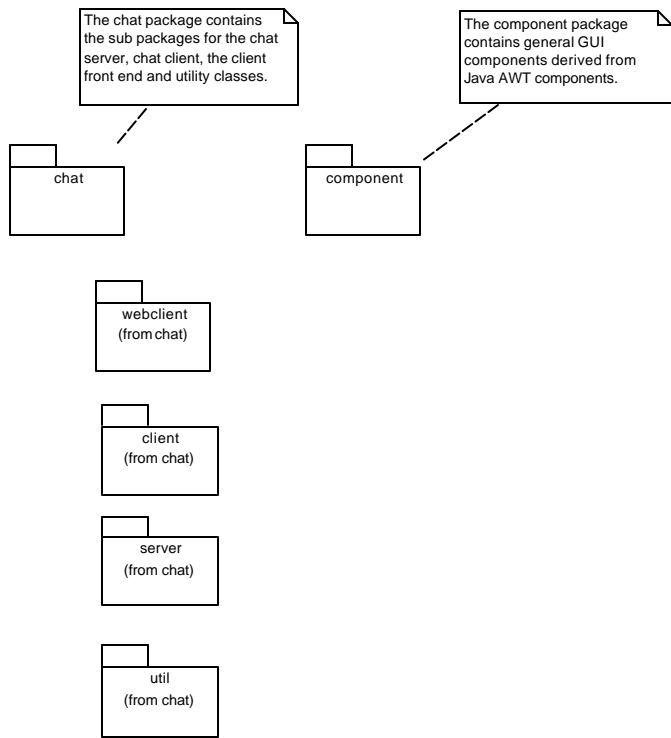 The chat package contains
the sub packages for the chat
server, chat client, the client
front end and utility classes.
The component package
contains general GUI
components derived from
Java AWT components.
chat
component
webclient
(from chat)
client
(from chat)
server
(from chat)
util
(from chat)